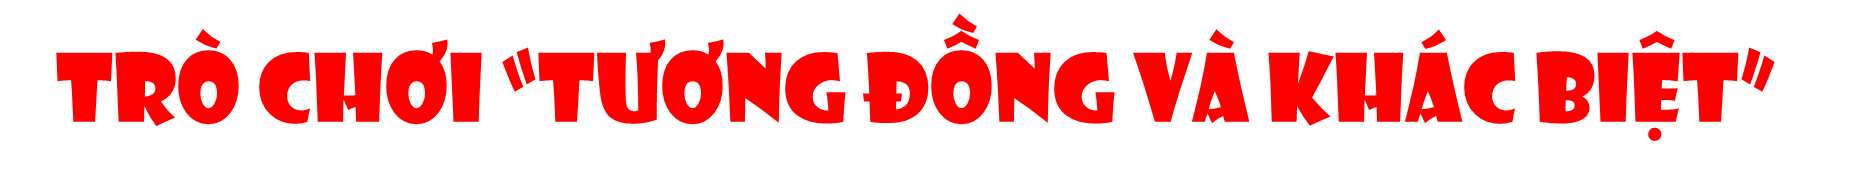 TRÒ CHƠI “TƯƠNG ĐỒNG VÀ KHÁC BIỆT”